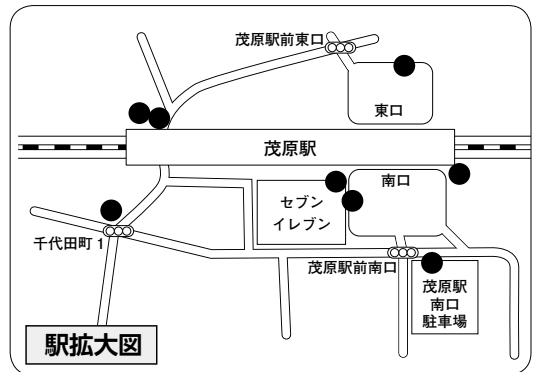 茂原駅前東口
東口
茂原駅
南口
セブン
イレブン
千代田町1
茂原駅前南口
茂原駅
南口
駐車場
駅拡大図